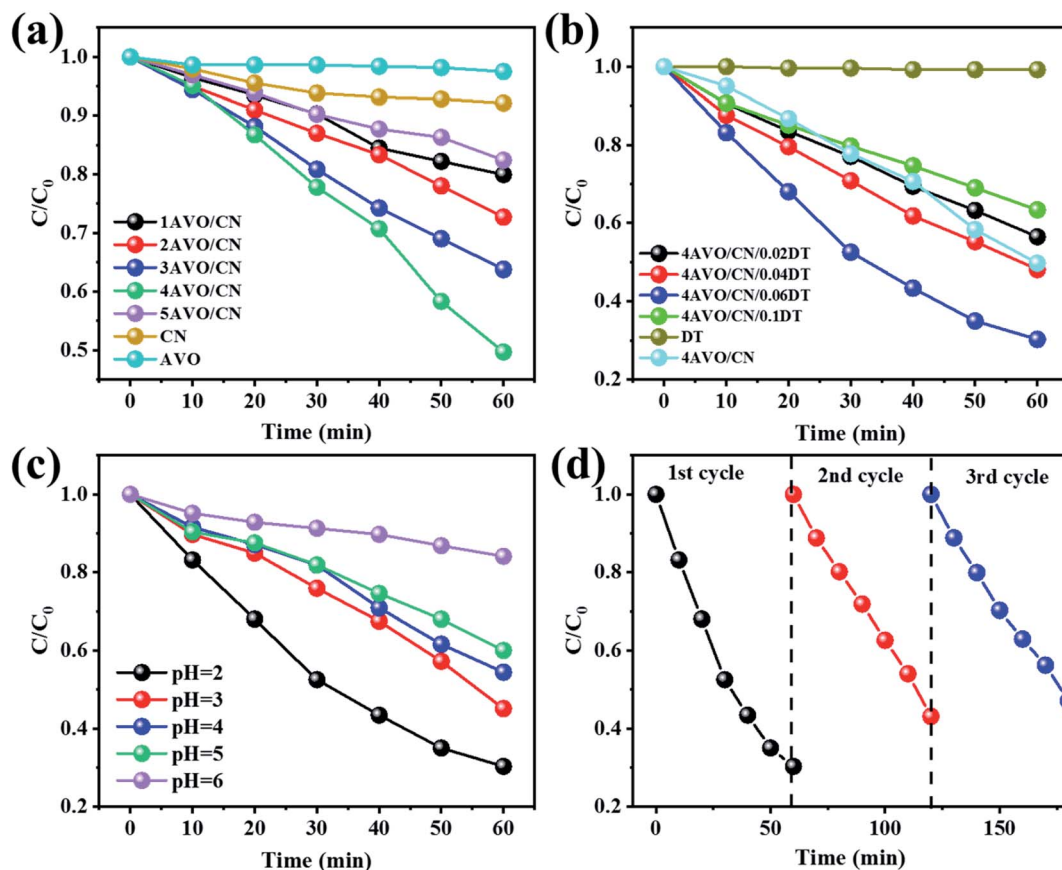 (a)
1.0
0.9
0.8
0.7
0.6
0.5
C/C0
1AVO/CN
2AVO/CN
3AVO/CN
4AVO/CN
5AVO/CN
CN
AVO
0 10 20 30 40 50 60
Time (min)
(b)
1.0
0.8
0.6
0.4
0.2
C/C0
4AVO/CN/0.02DT
4AVO/CN/0.04DT
4AVO/CN/0.06DT
4AVO/CN/0.1DT
DT
4AVO/CN
0 10 20 30 40 50 60
Time (min)
(c)
1.0
0.8
0.6
0.4
0.2
C/C0
pH=2
pH=3
pH=4
pH=5
pH=6
0 10 20 30 40 50 60
Time (min)
(d)
1st cycle 2nd cycle 3rd cycle
1.0
0.8
0.6
0.4
0.2
C/C0
0 50 100 150
Time (min)